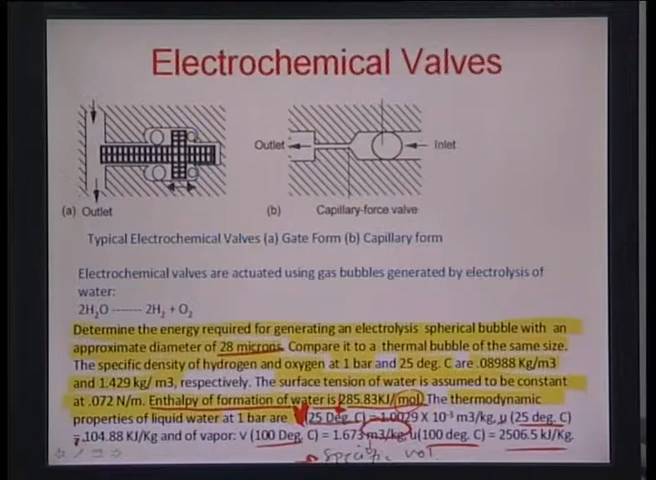 Electrochemical Valves
Outlet
Inlet
(a) Outlet
(b) Capillary-force valve
Typical Electrochemical Valves (a) Gate Form (b) Capillary form
Electrochemical valves are actuated using gas bubbles generated by electrolysis of
water:
2H2O ------- 2H2 + O2
Determine the energy required for generating an electrolysis spherical bubble with an
approximate diameter of 28 microns. Compare it to a thermal bubble of the same size.
The specific density of hydrogen and oxygen at 1 bar and 25 deg. C are .08988 Kg/m3
and 1.429 kg/ m3, respectively. The surface tension of water is assumed to be constant
at .072 N/m. Enthalpy of formation of water is 285.83KJ/mol. The thermodynamic
properties of liquid water at 1 bar are (25 Deg. C) = 1.0029 X 10-3 m3/kg, u (25 deg. C)
= .104.88 KJ/Kg and of vapor: v (100 Deg. C) = 1.673 m3/kg, u(100 deg. C) = 2506.5 kJ/Kg.
specific vol.